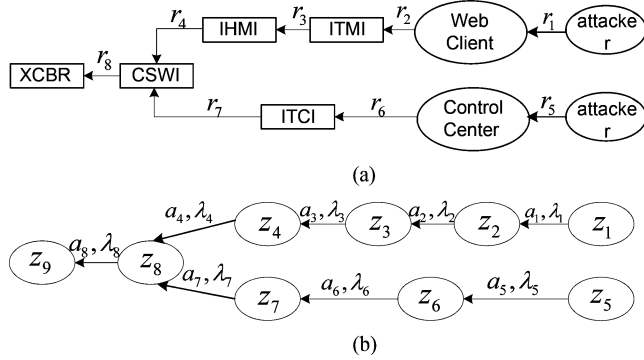 r₄ IHMI r₃ ITMI r₂ Web Client r₁ attacke r
XCBR r₈ CSWI
r₇ ITCI r₆ Control Center r₅ attacke r
(a)
a₄, λ₄ z₄ a₃, λ₃ z₃ a₂, λ₂ z₂ a₁, λ₁ z₁
z₉ a₈, λ₈ z₈
a₇, λ₇ z₇ a₆, λ₆ z₆ a₅, λ₅ z₅
(b)